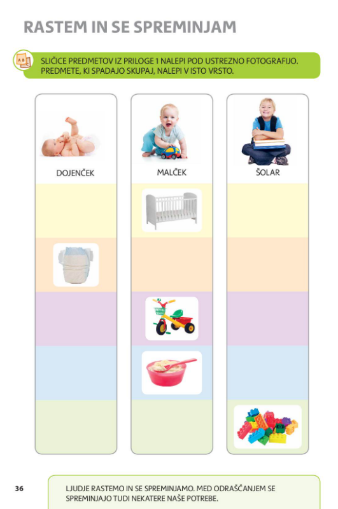 RASTEM IN SE SPREMINJAM
SLIČICE PREDMETOV IZ PRILOGE 1 NALEPI POD USTREZNO FOTOGRAFIJO.
PREDMETE, KI SPADAJO SKUPAJ, NALEPI V ISTO VRSTO.
DOJENČEK
MALČEK
ŠOLAR
36
LJUDJE RASTEMO IN SE SPREMINJAMO. MED ODRAŠČANJEM SE
SPREMINJAJO TUDI NEKATERE NAŠE POTREBE.